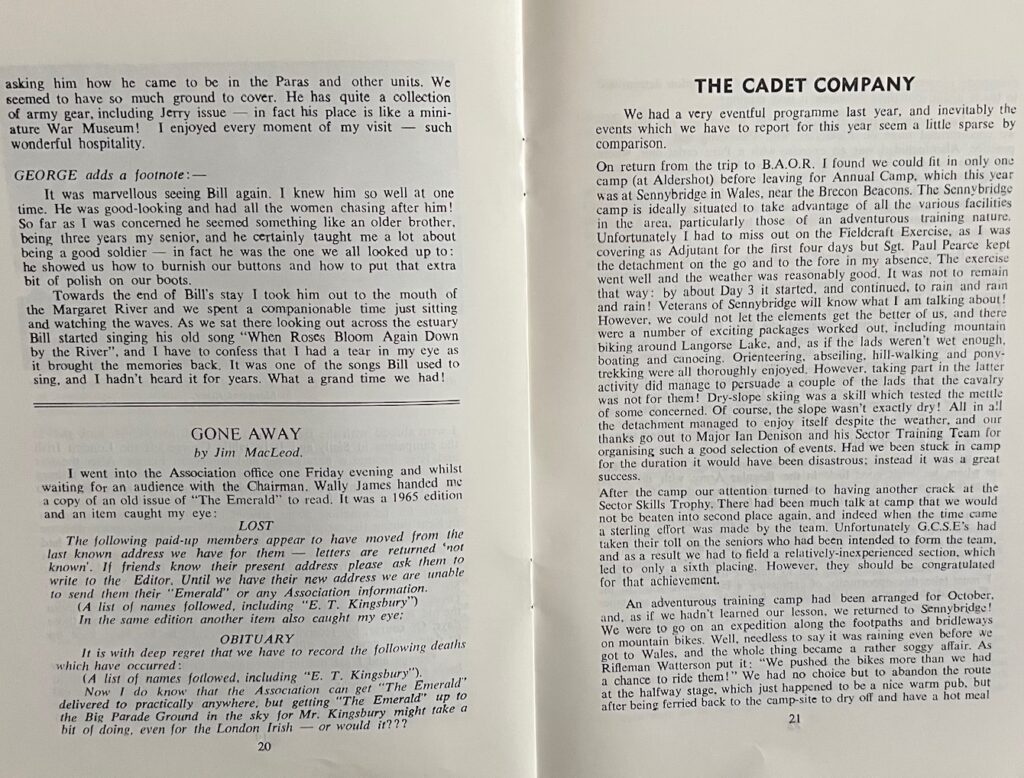 asking him how he came to be in the Paras and other units. We
seemed to have so much ground to cover. He has quite a collection
of army gear, including Jerry issue — in fact his place is like a mini-
ature War Museum! I enjoyed every moment of my visit — such
wonderful hospitality.
GEORGE adds a footnote:—
It was marvellous seeing Bill again. I knew him so well at one
time. He was good-looking and had all the women chasing after him!
So far as I was concerned he seemed something like an older brother,
being three years my senior, and he certainly taught me a lot about
being a good soldier — in fact he was the one we all looked up to:
he showed us how to burnish our buttons and how to put that extra
bit of polish on our boots.
Towards the end of Bill's stay I took him out to the mouth of
the Margaret River and we spent a companionable time just sitting
and watching the waves. As we sat there looking out across the estuary
Bill started singing his old song "When Roses Bloom Again Down
by the River", and I have to confess that I had a tear in my eye as
it brought the memories back. It was one of the songs Bill used to
sing, and I hadn't heard it for years. What a grand time we had!
GONE AWAY
by Jim MacLeod.
I went into the Association office one Friday evening and whilst
waiting for an audience with the Chairman, Wally James handed me
a copy of an old issue of "The Emerald" to read. It was a 1965 edition
and an item caught my eye:
LOST
The following paid-up members appear to have moved from the
last known address we have for them — letters are returned 'not
known'. If friends know their present address please ask them to
write to the Editor. Until we have their new address we are unable
to send them their "Emerald" or any Association information.
(A list of names followed, including "E. T. Kingsbury")
In the same edition another item also caught my eye:
OBITUARY
It is with deep regret that we have to record the following deaths
which have occurred:
(A list of names followed, including "E. T. Kingsbury").
Now I do know that the Association can get "The Emerald"
delivered to practically anywhere, but getting "The Emerald" up to
the Big Parade Ground in the sky for Mr. Kingsbury might take a
bit of doing, even for the London Irish — or would it???
20
THE CADET COMPANY
We had a very eventful programme last year, and inevitably the
events which we have to report for this year seem a little sparse by
comparison.
On return from the trip to B.A.O.R. I found we could fit in only one
camp (at Aldershot) before leaving for Annual Camp, which this year
was at Sennybridge in Wales, near the Brecon Beacons. The Sennybridge
camp is ideally situated to take advantage of all the various facilities
in the area, particularly those of an adventurous training nature.
Unfortunately I had to miss out on the Fieldcraft Exercise, as I was
covering as Adjutant for the first four days but Sgt. Paul Pearce kept
the detachment on the go and to the fore in my absence. The exercise
went well and the weather was reasonably good. It was not to remain
that way: by about Day 3 it started, and continued, to rain and rain
and rain! Veterans of Sennybridge will know what I am talking about!
However, we could not let the elements get the better of us, and there
were a number of exciting packages worked out, including mountain
biking around Langorse Lake, and, as if the lads weren't wet enough,
boating and canoeing. Orienteering, abseiling, hill-walking and pony-
trekking were all thoroughly enjoyed. However, taking part in the latter
activity did manage to persuade a couple of the lads that the cavalry
was not for them! Dry-slope skiing was a skill which tested the mettle
of some concerned. Of course, the slope wasn't exactly dry! All in all
the detachment managed to enjoy itself despite the weather, and our
thanks go out to Major Ian Denison and his Sector Training Team for
organising such a good selection of events. Had we been stuck in camp
for the duration it would have been disastrous; instead it was a great
success.
After the camp our attention turned to having another crack at the
Sector Skills Trophy. There had been much talk at camp that we would
not be beaten into second place again, and indeed when the time came
a sterling effort was made by the team. Unfortunately G.C.S.E's had
taken their toll on the seniors who had been intended to form the team,
and as a result we had to field a relatively-inexperienced section, which
led to only a sixth placing. However, they should be congratulated
for that achievement.
An adventurous training camp had been arranged for October,
and, as if we hadn't learned our lesson, we returned to Sennybridge!
We were to go on an expedition along the footpaths and bridleways
on mountain bikes. Well, needless to say it was raining even before we
got to Wales, and the whole thing became a rather soggy affair. As
Rifleman Watterson put it: "We pushed the bikes more than we had
a chance to ride them!" We had no choice but to abandon the route
at the halfway stage, which just happened to be a nice warm pub, but
after being ferried back to the camp-site to dry off and have a hot meal
21